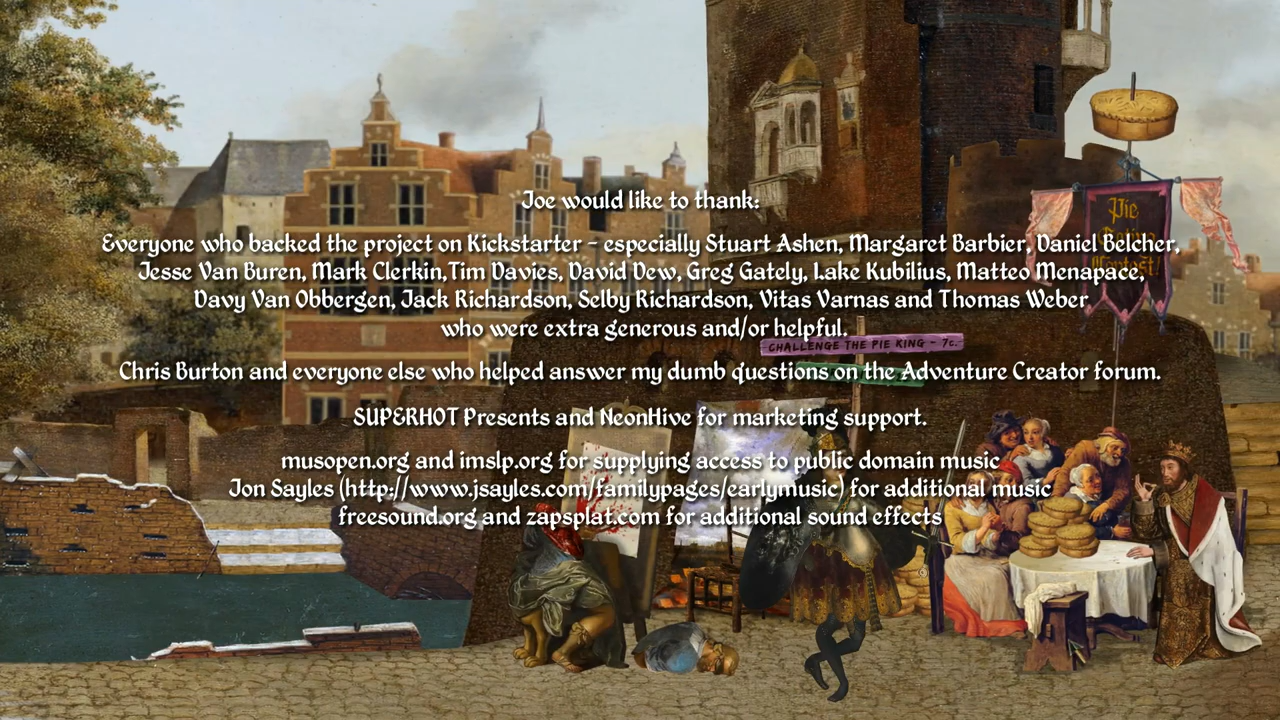 Joe would like to thank:
Everyone who backed the project on Kickstarter - especially Stuart Ashen, Margaret Barbier, Daniel Belcher,
Jesse Van Buren, Mark Clerkin,Tim Davies, David Dew, Greg Gately, Lake Kubilius, Matteo Menapace,
Davy Van Obbergen, Jack Richardson, Selby Richardson, Vitas Varnas and Thomas Weber
who were extra generous and/or helpful.
Chris Burton and everyone else who helped answer my dumb questions on the Adventure Creator forum.
SUPERHOT Presents and NeonHive for marketing support.
musopen.org and imslp.org for supplying access to public domain music
Jon Sayles (http://www.jsayles.com/familypages/earlymusic) for additional music
freesound.org and zapsplat.com for additional sound effects
Pie
Contest!
CHALLENGE THE PIE KING - 7c.